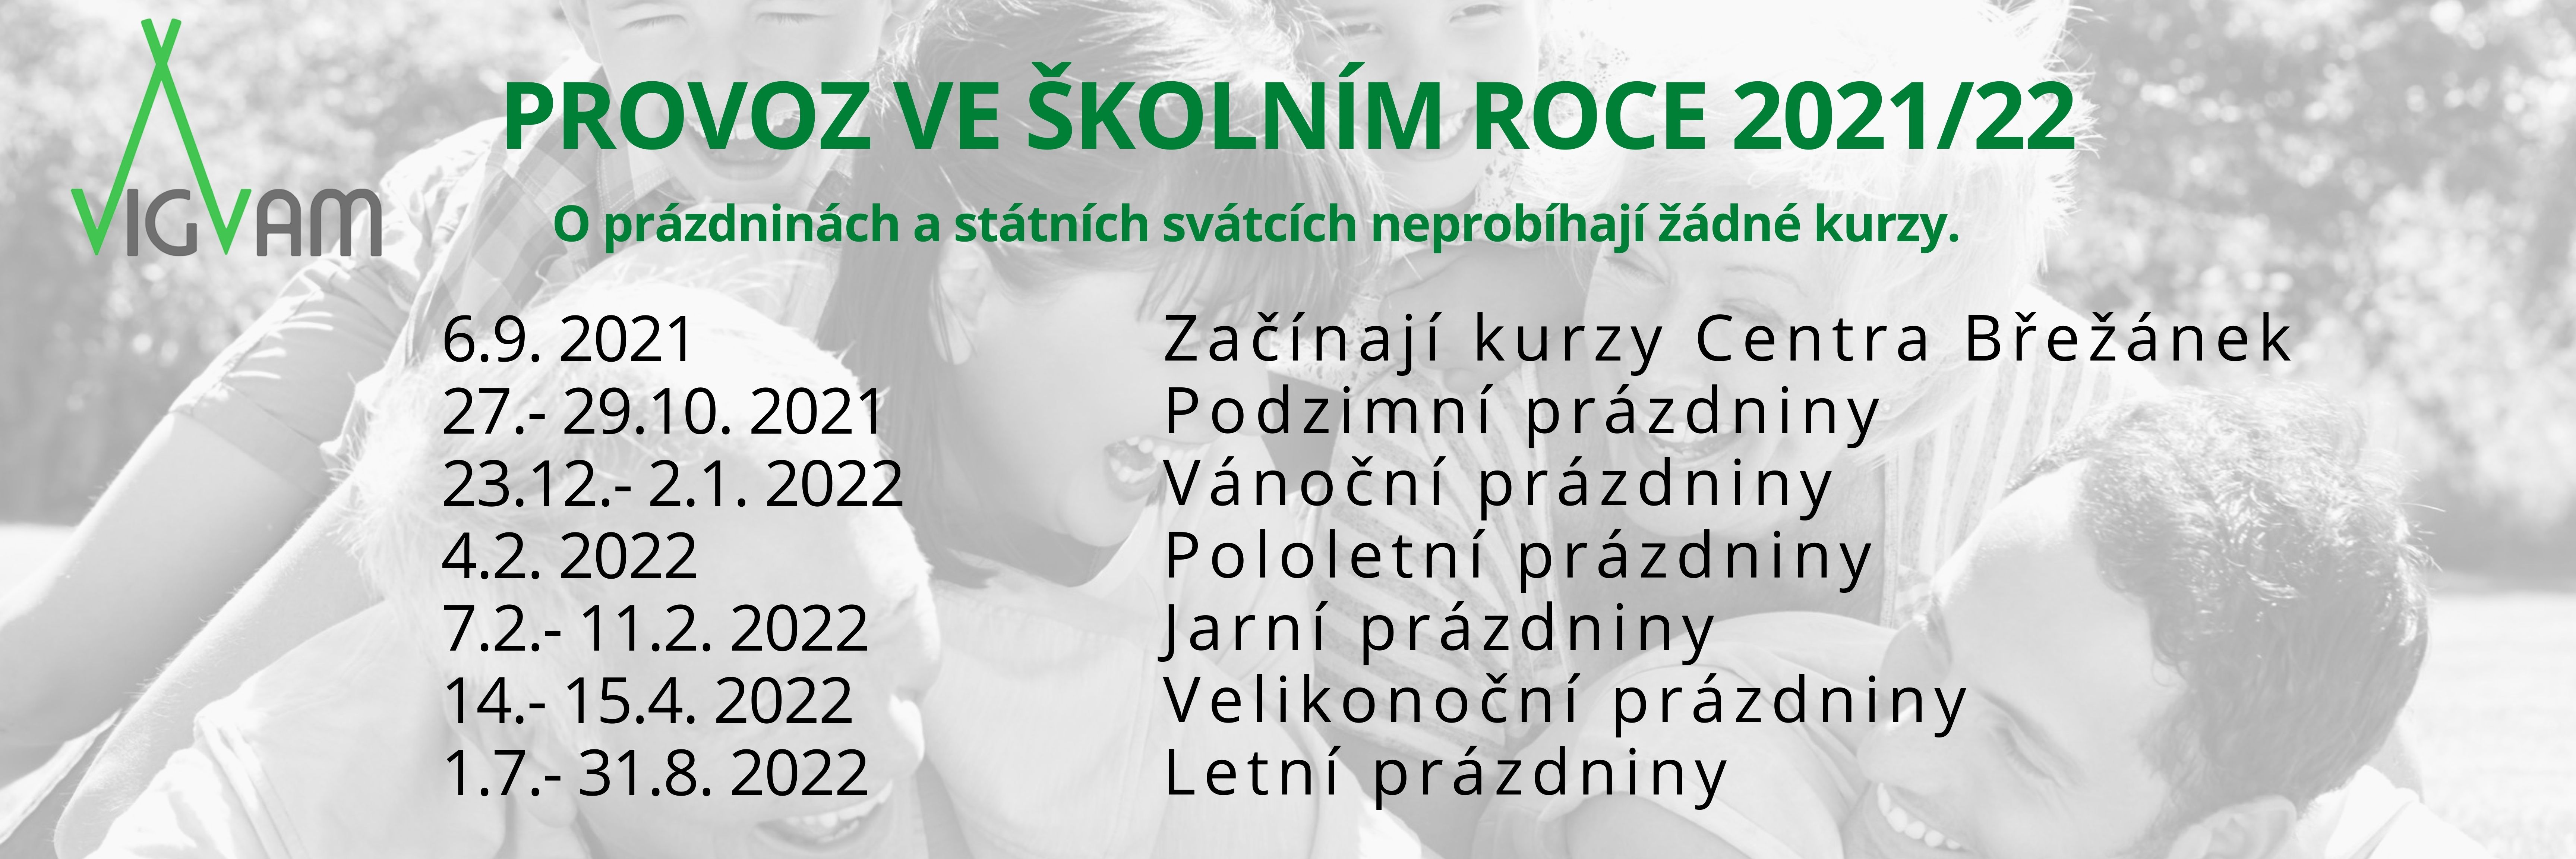 VIGVAM
PROVOZ VE ŠKOLNÍM ROCE 2021/22
O prázdninách a státních svátcích neprobíhají žádné kurzy.
6.9. 2021 Začínají kurzy Centra Břežánek
27.- 29.10. 2021 Podzimní prázdniny
23.12.- 2.1. 2022 Vánoční prázdniny
4.2. 2022 Pololetní prázdniny
7.2.- 11.2. 2022 Jarní prázdniny
14.- 15.4. 2022 Velikonoční prázdniny
1.7.- 31.8. 2022 Letní prázdniny